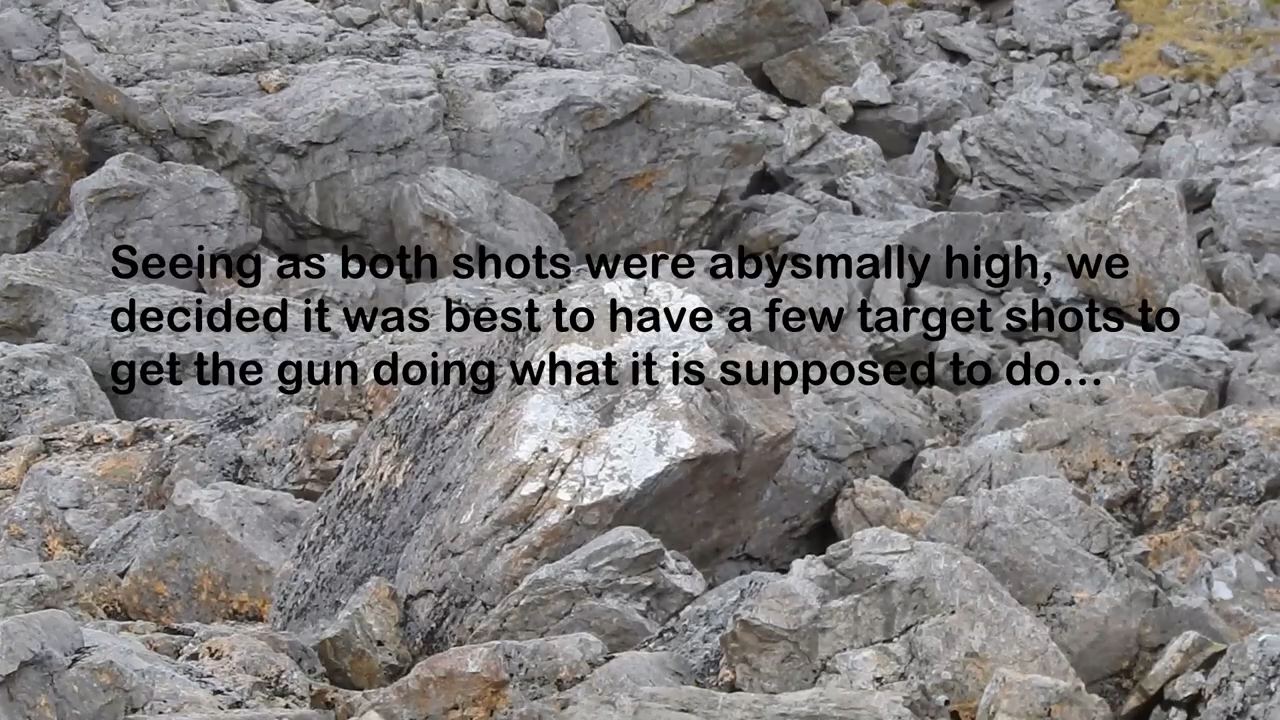 Seeing as both shots were abysmally high, we
decided it was best to have a few target shots to
get the gun doing what it is supposed to do...